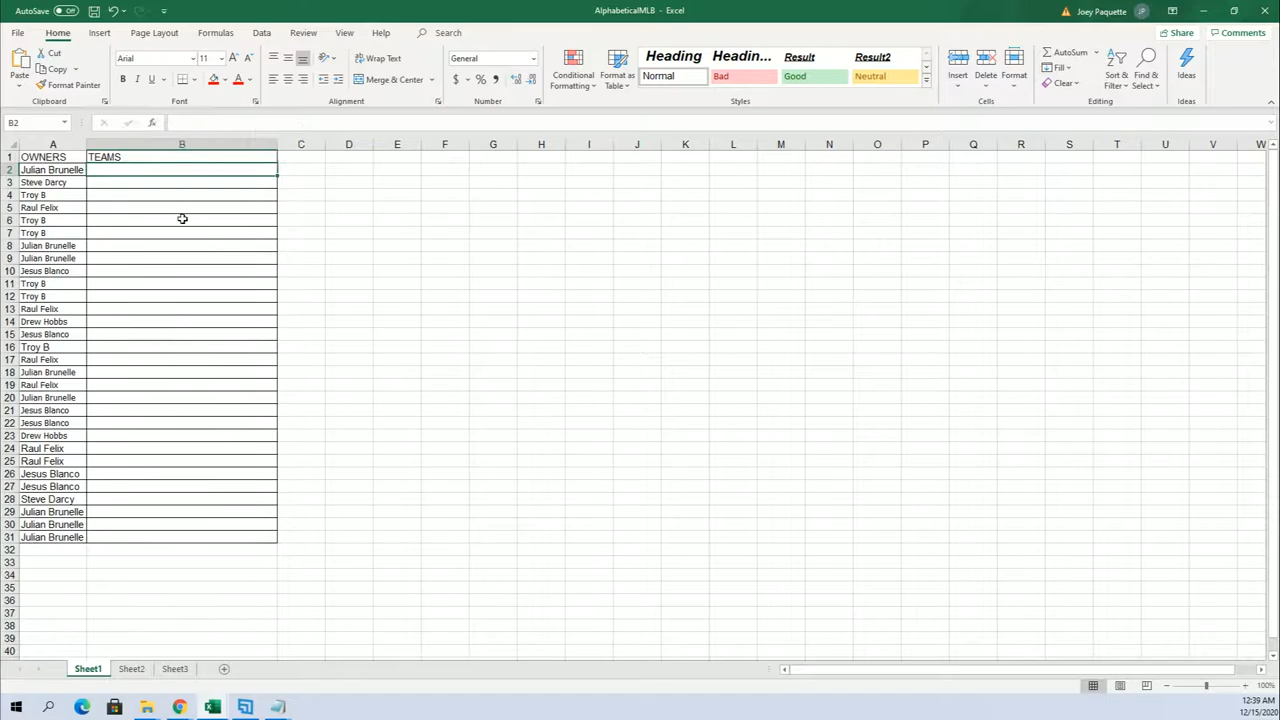 AutoSave Off
AlphabeticalMLB - Excel
Joey Paquette JP
File Home Insert Page Layout Formulas Data Review View Help Search
Share Comments
Paste
Cut
Copy
Format Painter
Clipboard
Arial 11
B I U
Font
Wrap Text
Merge & Center
Alignment
General
$ % ,
Number
Conditional Formatting
Format as Table
Heading Headin... Result Result2
Normal Bad Good Neutral
Styles
Insert Delete Format
Cells
AutoSum
Fill
Clear
Sort & Filter
Find & Select
Editing
Ideas
Ideas
B2 fx
A B C D E F G H I J K L M N O P Q R S T U V W
1 OWNERS TEAMS
2 Julian Brunelle
3 Steve Darcy
4 Troy B
5 Raul Felix
6 Troy B
7 Troy B
8 Julian Brunelle
9 Julian Brunelle
10 Jesus Blanco
11 Troy B
12 Troy B
13 Raul Felix
14 Drew Hobbs
15 Jesus Blanco
16 Troy B
17 Raul Felix
18 Julian Brunelle
19 Raul Felix
20 Julian Brunelle
21 Jesus Blanco
22 Jesus Blanco
23 Drew Hobbs
24 Raul Felix
25 Raul Felix
26 Jesus Blanco
27 Jesus Blanco
28 Steve Darcy
29 Julian Brunelle
30 Julian Brunelle
31 Julian Brunelle
32
33
34
35
36
37
38
39
40
Sheet1 Sheet2 Sheet3
100%
12:39 AM
12/15/2020